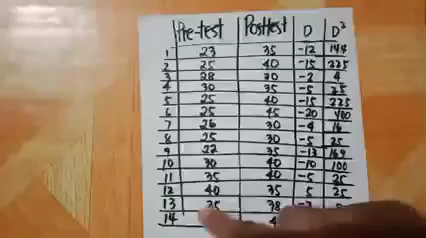 Pre-test Posttest D D²
1 23 35 -12 144
2 25 40 -15 225
3 28 30 -2 4
4 30 35 -5 25
5 25 40 -15 225
6 25 45 -20 400
7 26 30 -4 16
8 25 30 -5 25
9 22 35 -13 169
10 30 40 -10 100
11 35 40 -5 25
12 40 35 5 25
13 35 38
14